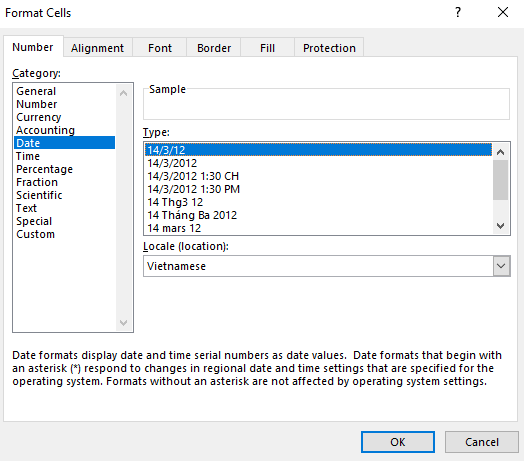 Format Cells
Number Alignment Font Border Fill Protection
Category:
General
Number
Currency
Accounting
Date
Time
Percentage
Fraction
Scientific
Text
Special
Custom
Sample
Type:
14/3/12
14/3/2012
14/3/2012 1:30 CH
14/3/2012 1:30 PM
14 Thg3 12
14 Tháng Ba 2012
14 mars 12
Locale (location):
Vietnamese
Date formats display date and time serial numbers as date values.  Date formats that begin with
an asterisk (*) respond to changes in regional date and time settings that are specified for the
operating system. Formats without an asterisk are not affected by operating system settings.
OK Cancel